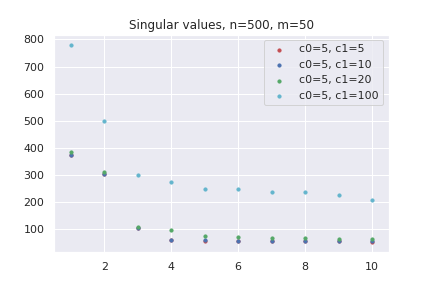 Singular values, n=500, m=50
800
700
600
500
400
300
200
100
c0=5, c1=5
c0=5, c1=10
c0=5, c1=20
c0=5, c1=100
2 4 6 8 10